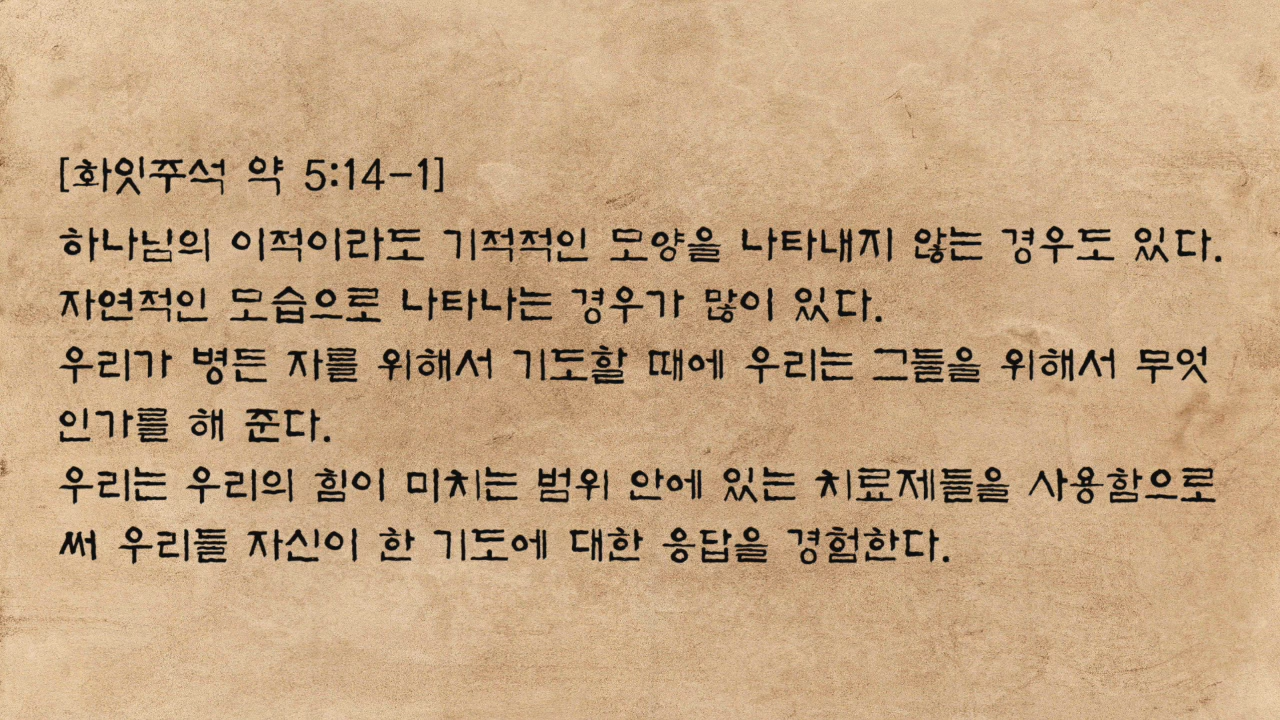 [화잇주석 약 5:14-1]
하나님의 이적이라도 기적적인 모양을 나타내지 않는 경우도 있다.
자연적인 모습으로 나타나는 경우가 많이 있다.
우리가 병든 자를 위해서 기도할 때에 우리는 그들을 위해서 무엇
인가를 해 준다.
우리는 우리의 힘이 미치는 범위 안에 있는 치료제들을 사용함으로
써 우리들 자신이 한 기도에 대한 응답을 경험한다.